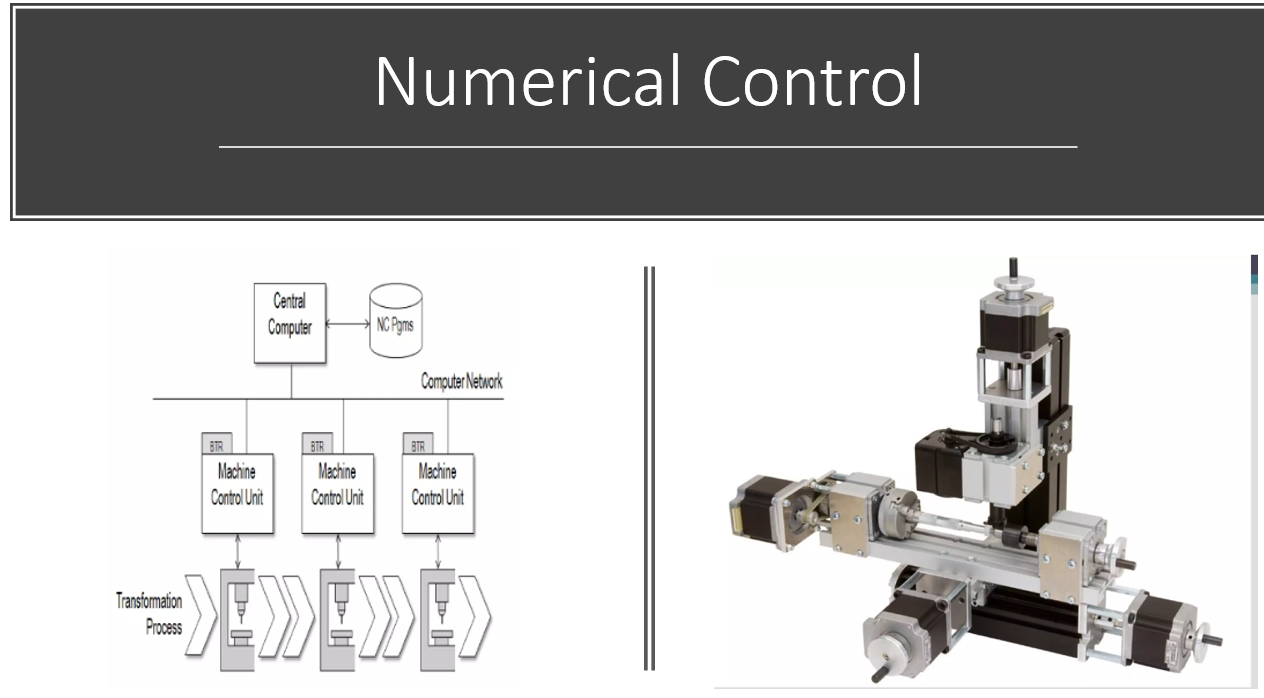 Numerical Control
Central
Computer
NC Pgms
Computer Network
BTR
BTR
BTR
Machine
Control Unit
Machine
Control Unit
Machine
Control Unit
Transformation
Process